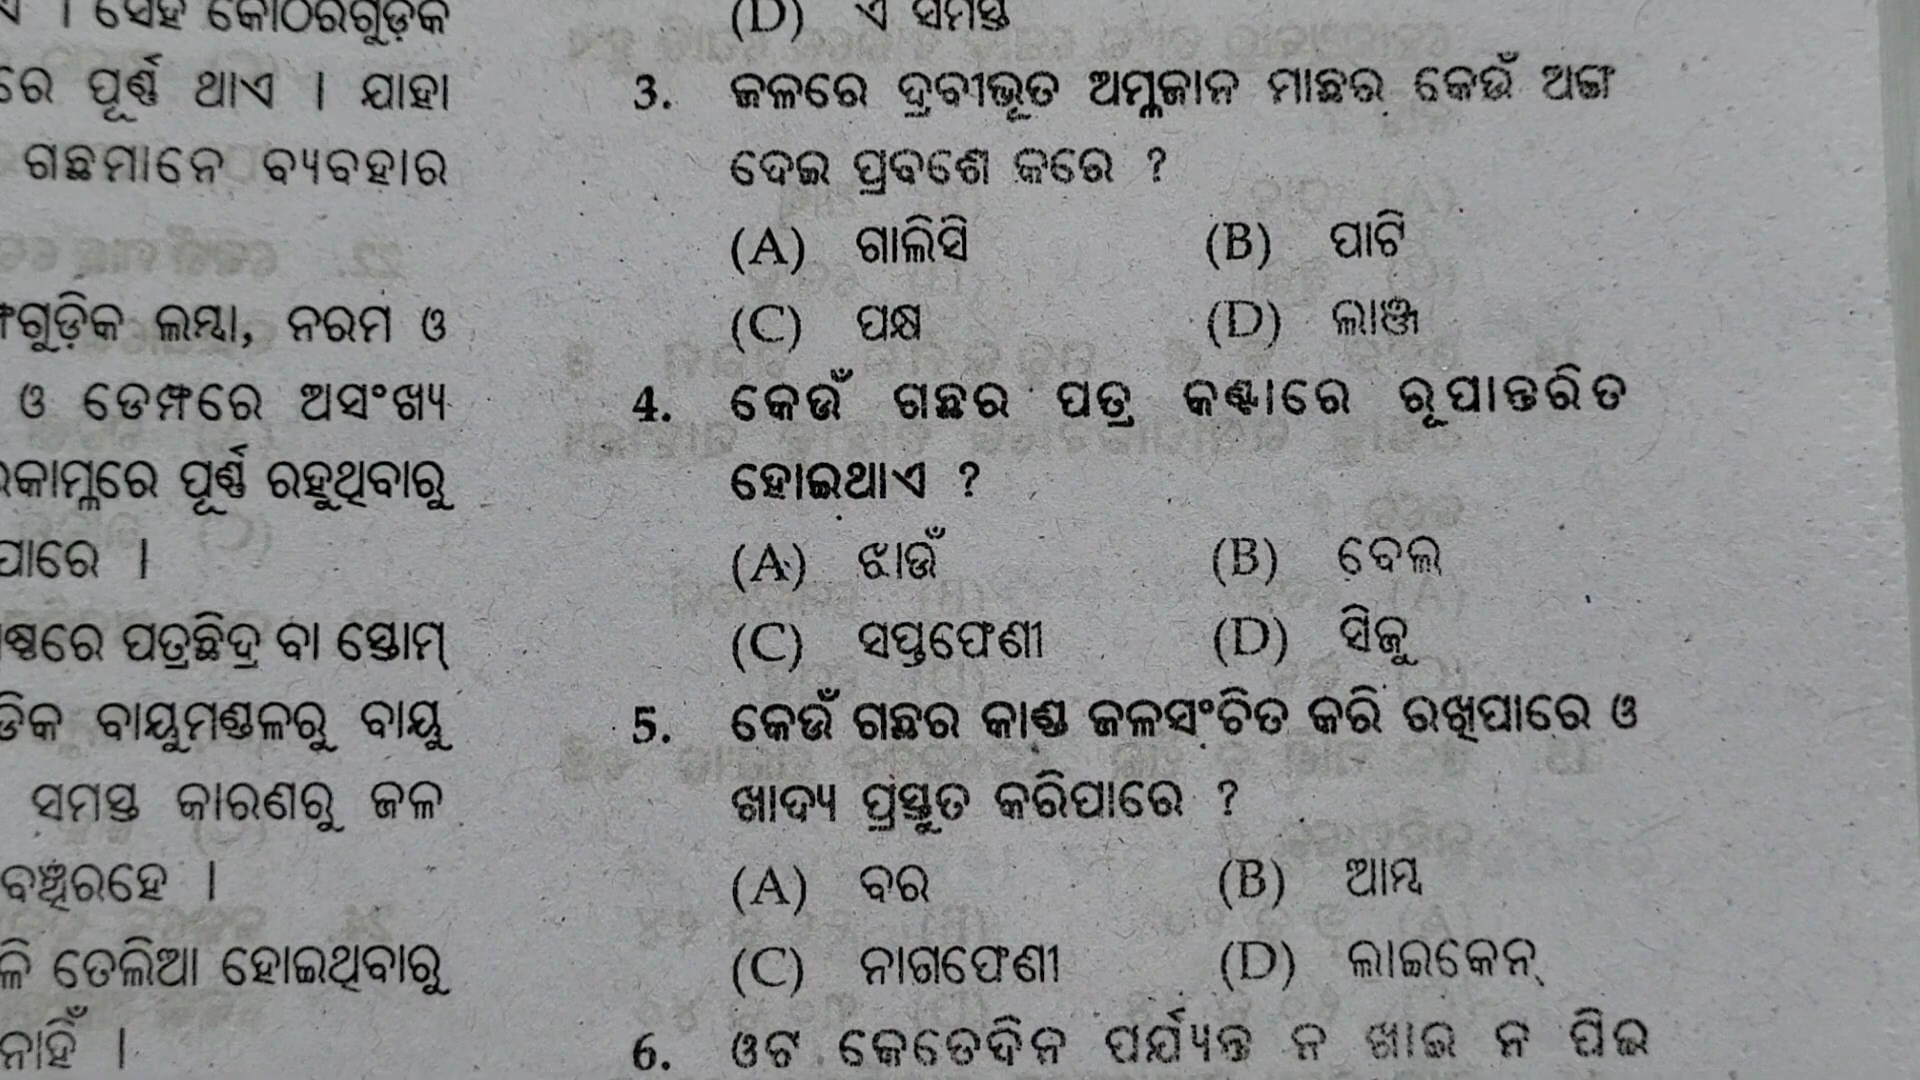 ଏ । ସେହି କୋଠରିଗୁଡ଼ିକ
ରେ ପୂର୍ଣ୍ଣ ଥାଏ । ଯାହା
ଗଛମାନେ ବ୍ୟବହାର
ଗୁଡ଼ିକ ଲମ୍ବା, ନରମ ଓ
ଓ ଡେମ୍ଫରେ ଅସଂଖ୍ୟ
କାମ୍ଳରେ ପୂର୍ଣ୍ଣ ରହୁଥିବାରୁ
ପାରେ ।
ପତ୍ରଛିଦ୍ର ବା ସ୍ତୋମ୍
ବାୟୁମଣ୍ଡଳରୁ ବାୟୁ
ସମସ୍ତ କାରଣରୁ ଜଳ
ବଞ୍ଚିରହେ ।
ତେଲିଆ ହୋଇଥିବାରୁ
ନାହିଁ ।
(D) ଏ ସମସ୍ତ
3. ଜଳରେ ଦ୍ରବୀଭୂତ ଅମ୍ଳଜାନ ମାଛର କେଉଁ ଅଙ୍ଗ
ଦେଇ ପ୍ରବଶେ କରେ ?
(A) ଗାଲିସି (B) ପାଟି
(C) ପକ୍ଷ (D) ଲାଞ୍ଜ
4. କେଉଁ ଗଛର ପତ୍ର କଣ୍ଟାରେ ରୂପାନ୍ତରିତ
ହୋଇଥାଏ ?
(A) ଝାଉଁ (B) ବେଲ
(C) ସପ୍ତଫେଣୀ (D) ସିଜୁ
5. କେଉଁ ଗଛର କାଣ୍ଡ ଜଳସଂଚିତ କରି ରଖିପାରେ ଓ
ଖାଦ୍ୟ ପ୍ରସ୍ତୁତ କରିପାରେ ?
(A) ବର (B) ଆମ୍ବ
(C) ନାଗଫେଣୀ (D) ଲାଇକେନ୍
6. ଓଟ କେତେଦିନ ପର୍ଯ୍ୟନ୍ତ ନ ଖାଇ ନ ପିଇ